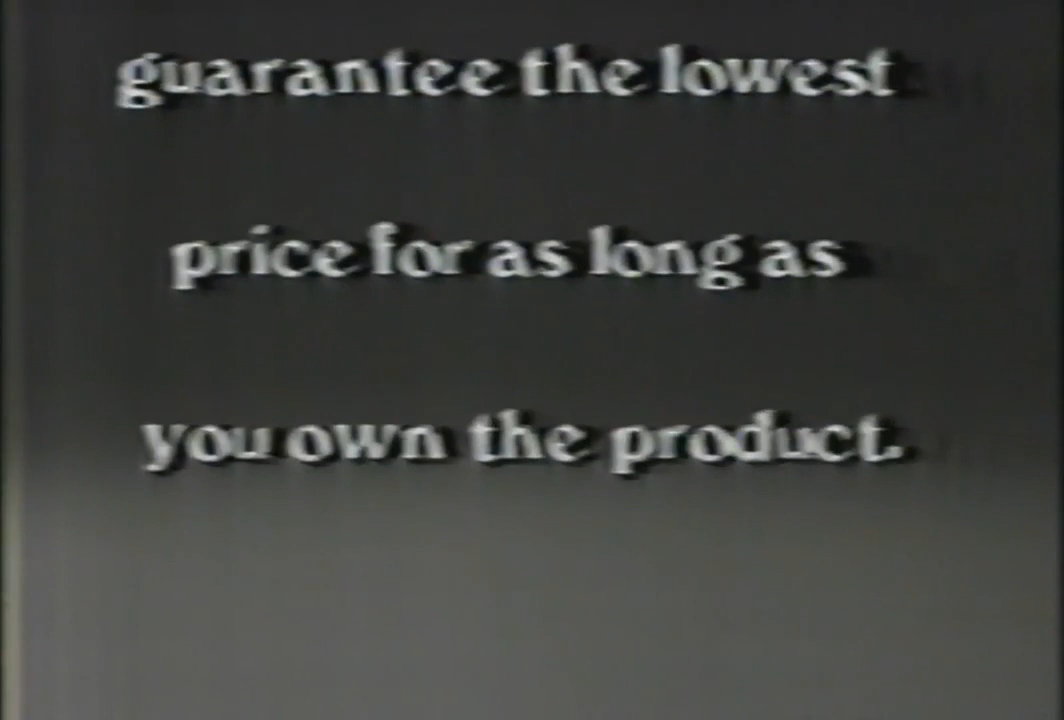 guarantee the lowest
price for as long as
you own the product.